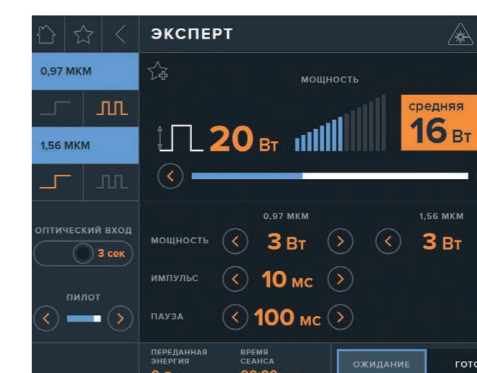 ЭКСПЕРТ
0,97 МКМ
МОЩНОСТЬ
средняя
16 Вт
20 Вт
1,56 МКМ
0,97 МКМ
1,56 МКМ
ОПТИЧЕСКИЙ ВХОД
3 сек
МОЩНОСТЬ
3 Вт
3 Вт
ИМПУЛЬС
10 мс
ПИЛОТ
ПАУЗА
100 мс
ПЕРЕДАННАЯ
ЭНЕРГИЯ
ВРЕМЯ
СЕАНСА
ОЖИДАНИЕ
ГОТО